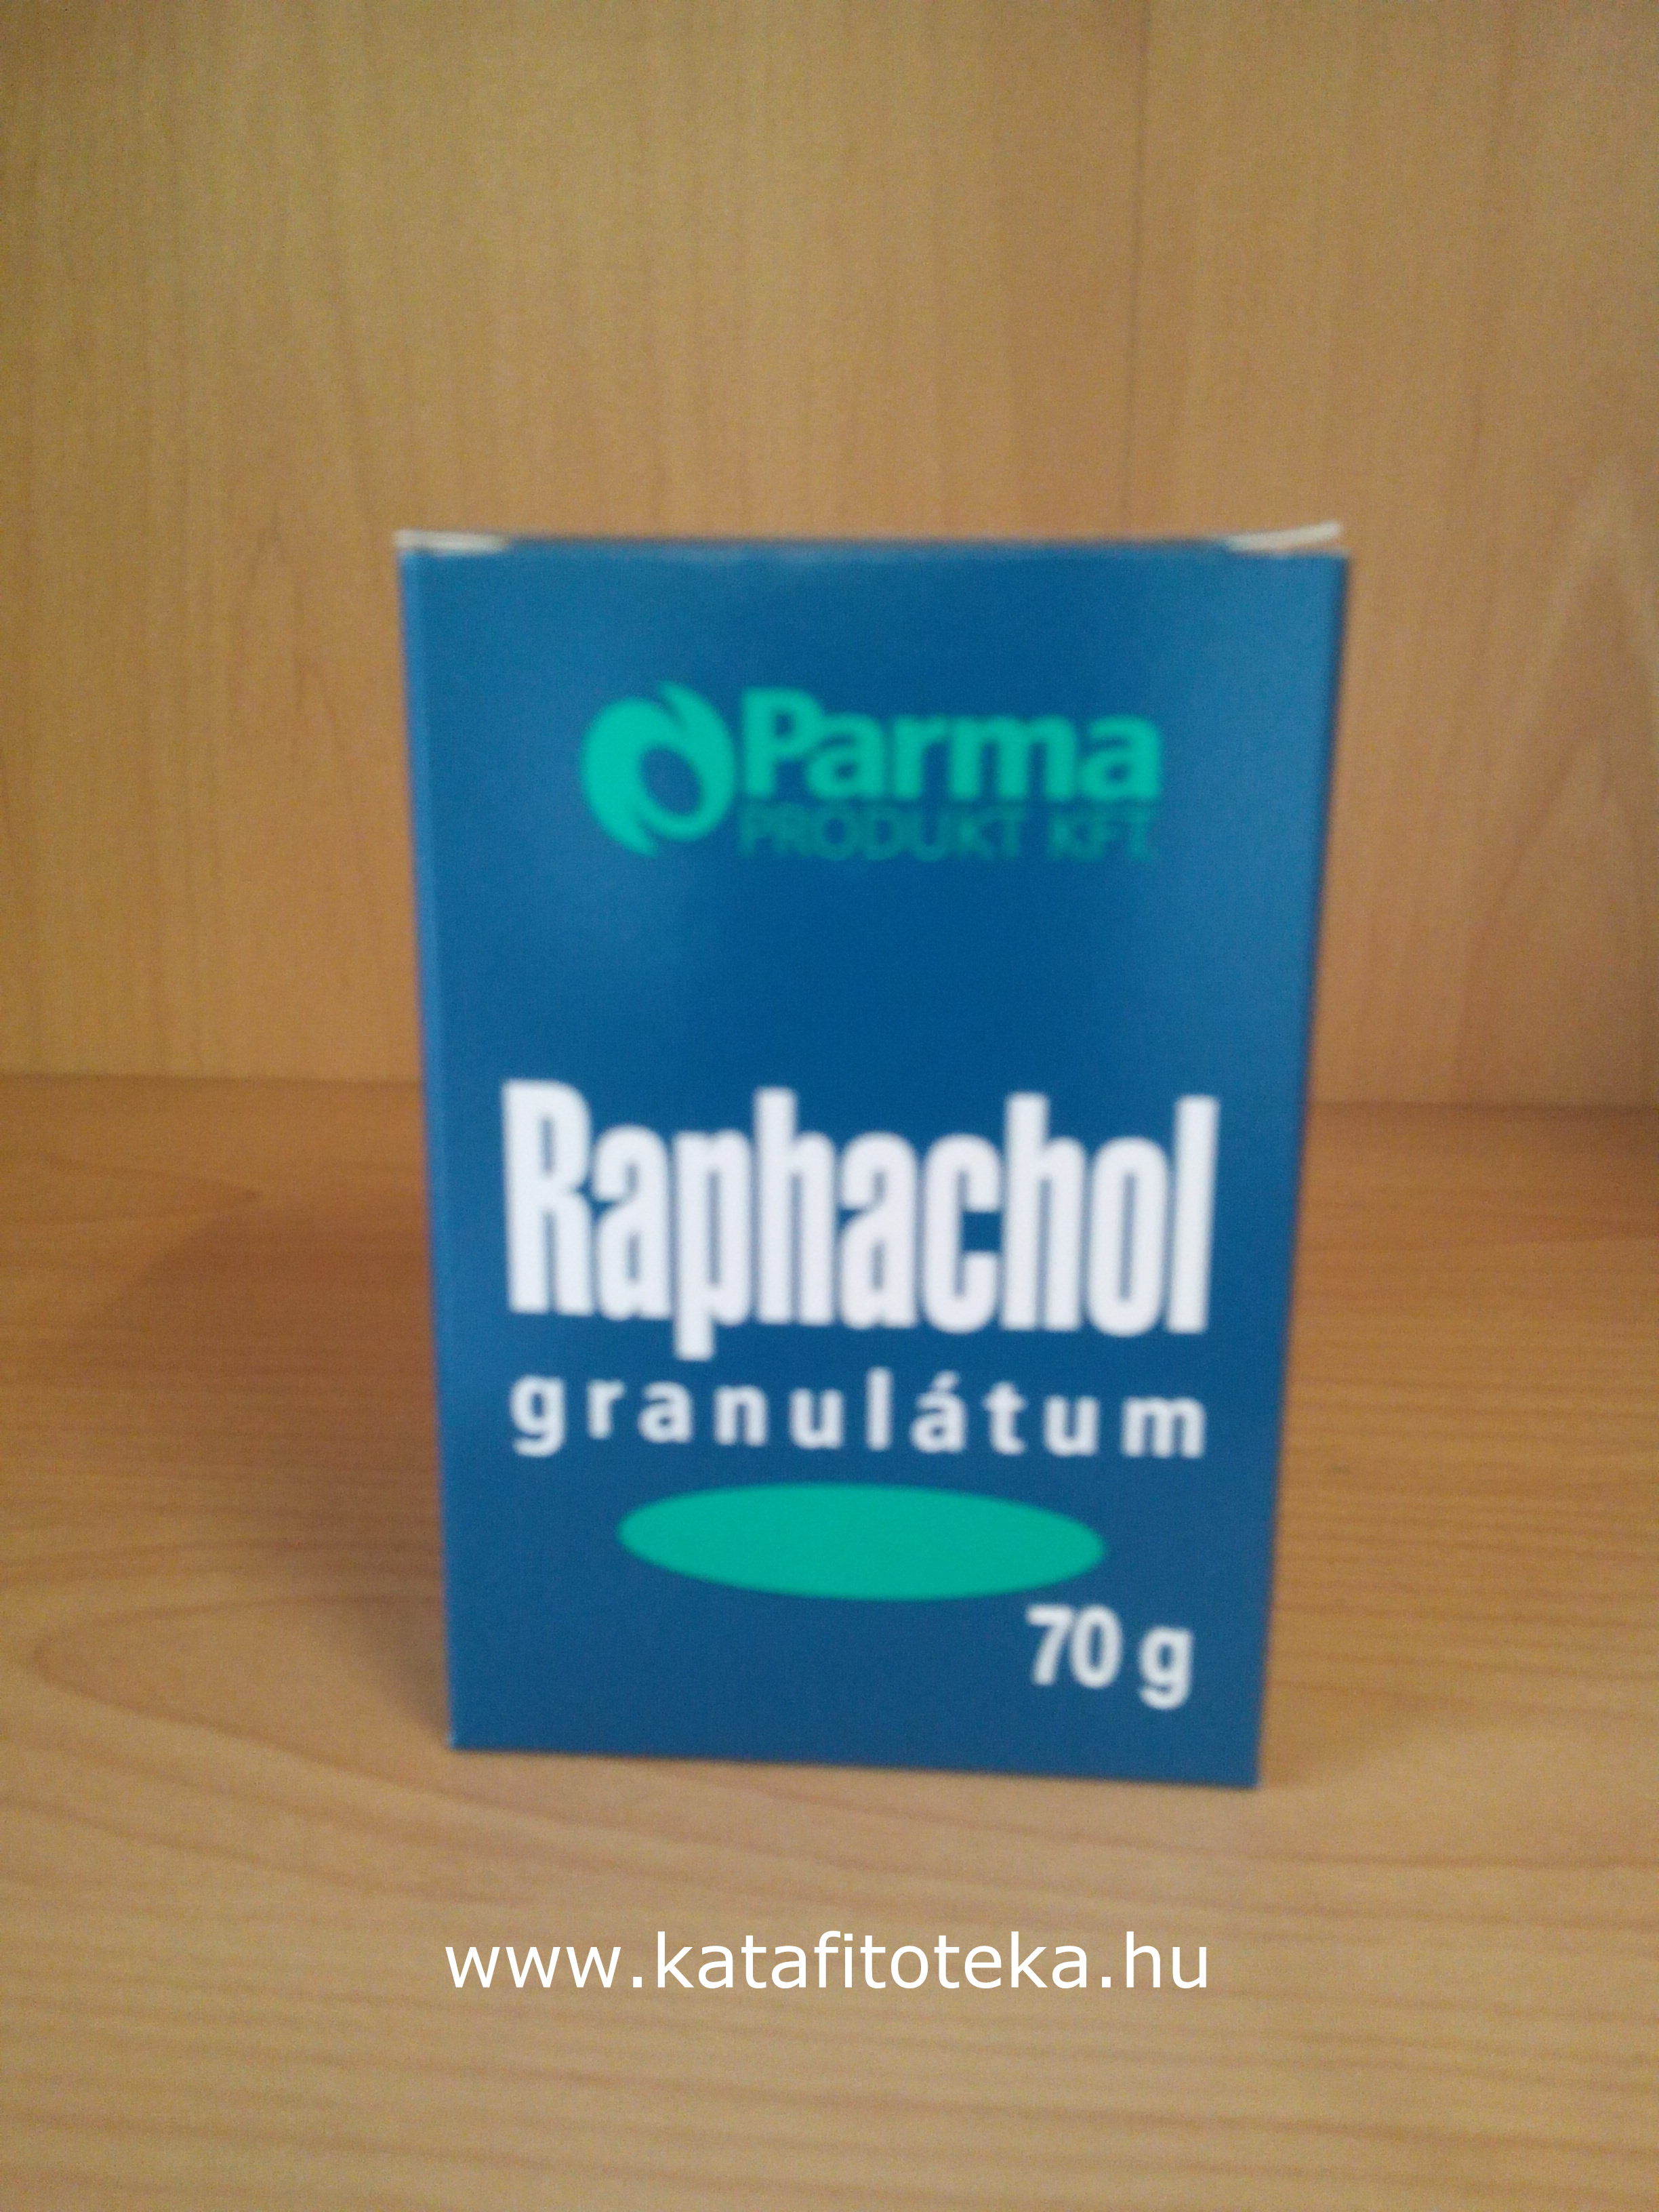 Parma
PRODUKT KFT.
Raphachol
granulátum
70 g
www.katafitoteka.hu